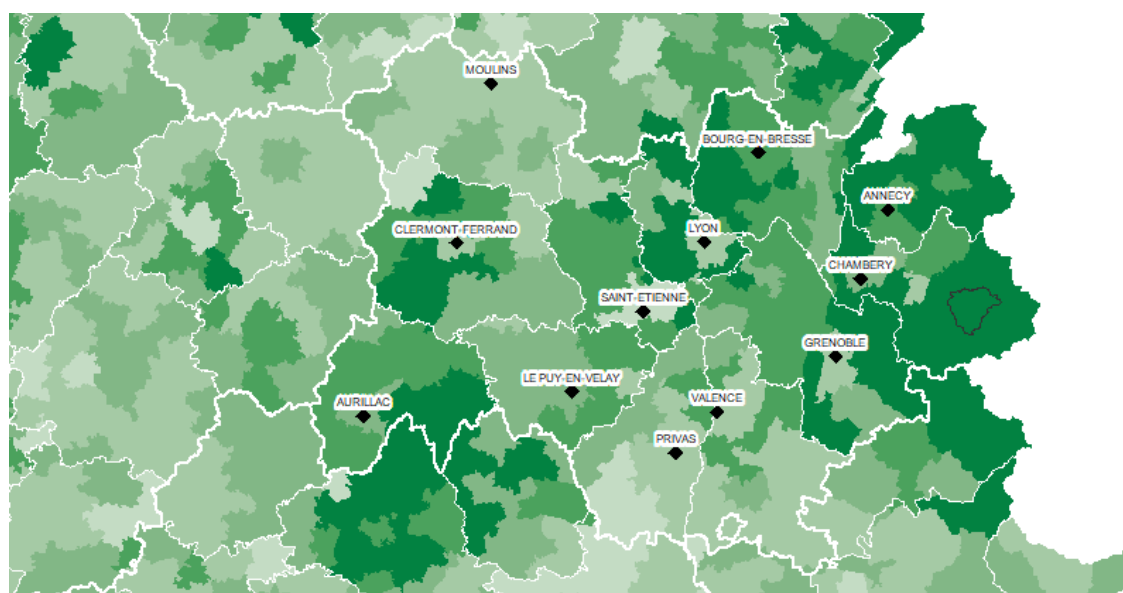 MOULINS
BOURG-EN-BRESSE
ANNECY
CLERMONT-FERRAND
LYON
CHAMBERY
SAINT-ETIENNE
GRENOBLE
LE PUY-EN-VELAY
AURILLAC
VALENCE
PRIVAS